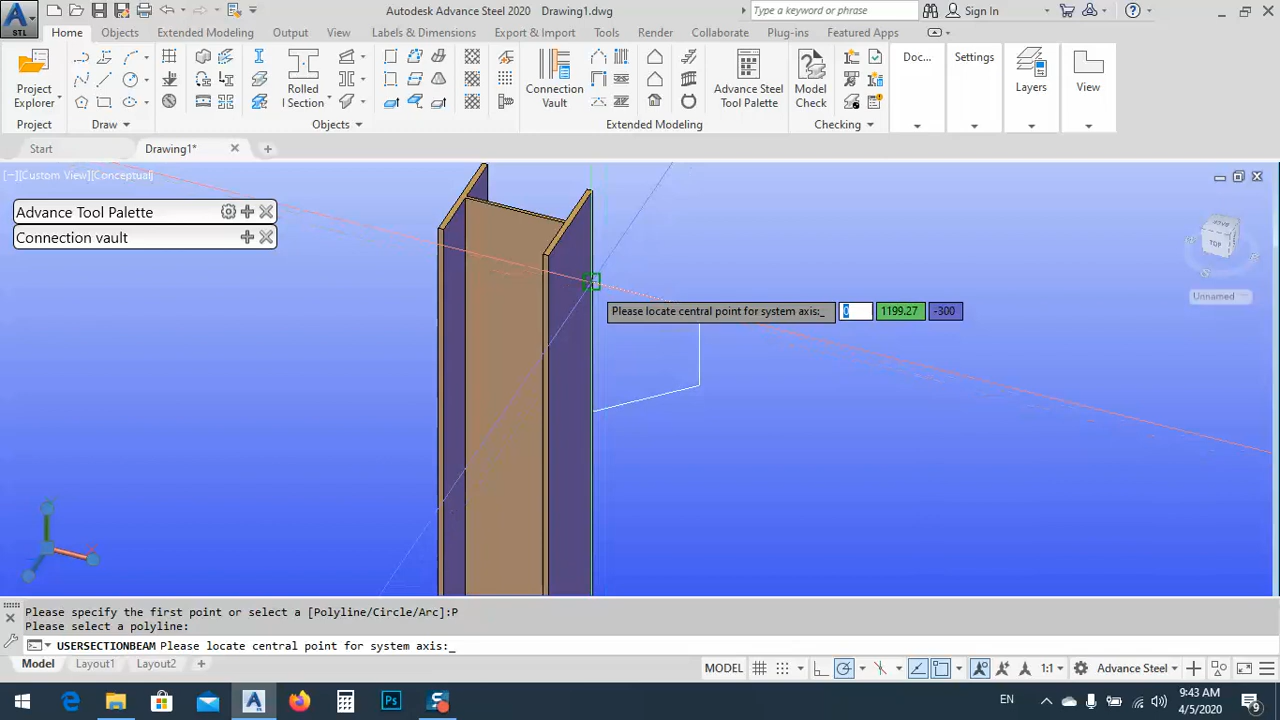 Autodesk Advance Steel 2020 Drawing1.dwg
Type a keyword or phrase
Sign In
STL
Home Objects Extended Modeling Output View Labels & Dimensions Export & Import Tools Render Collaborate Plug-ins Featured Apps
Project Explorer
Rolled I Section
Connection Vault
Advance Steel Tool Palette
Model Check
Doc...
Settings
Layers
View
Project Draw Objects Extended Modeling Checking
Start Drawing1*
[−][Custom View][Conceptual]
Advance Tool Palette
Connection vault
BACK
TOP
Unnamed
Please locate central point for system axis:_ 0 1199.27 -300
Please specify the first point or select a [Polyline/Circle/Arc]:P
Please select a polyline:
USERSECTIONBEAM Please locate central point for system axis:_
Model Layout1 Layout2 +
MODEL 1:1 Advance Steel
EN
9:43 AM
4/5/2020
9